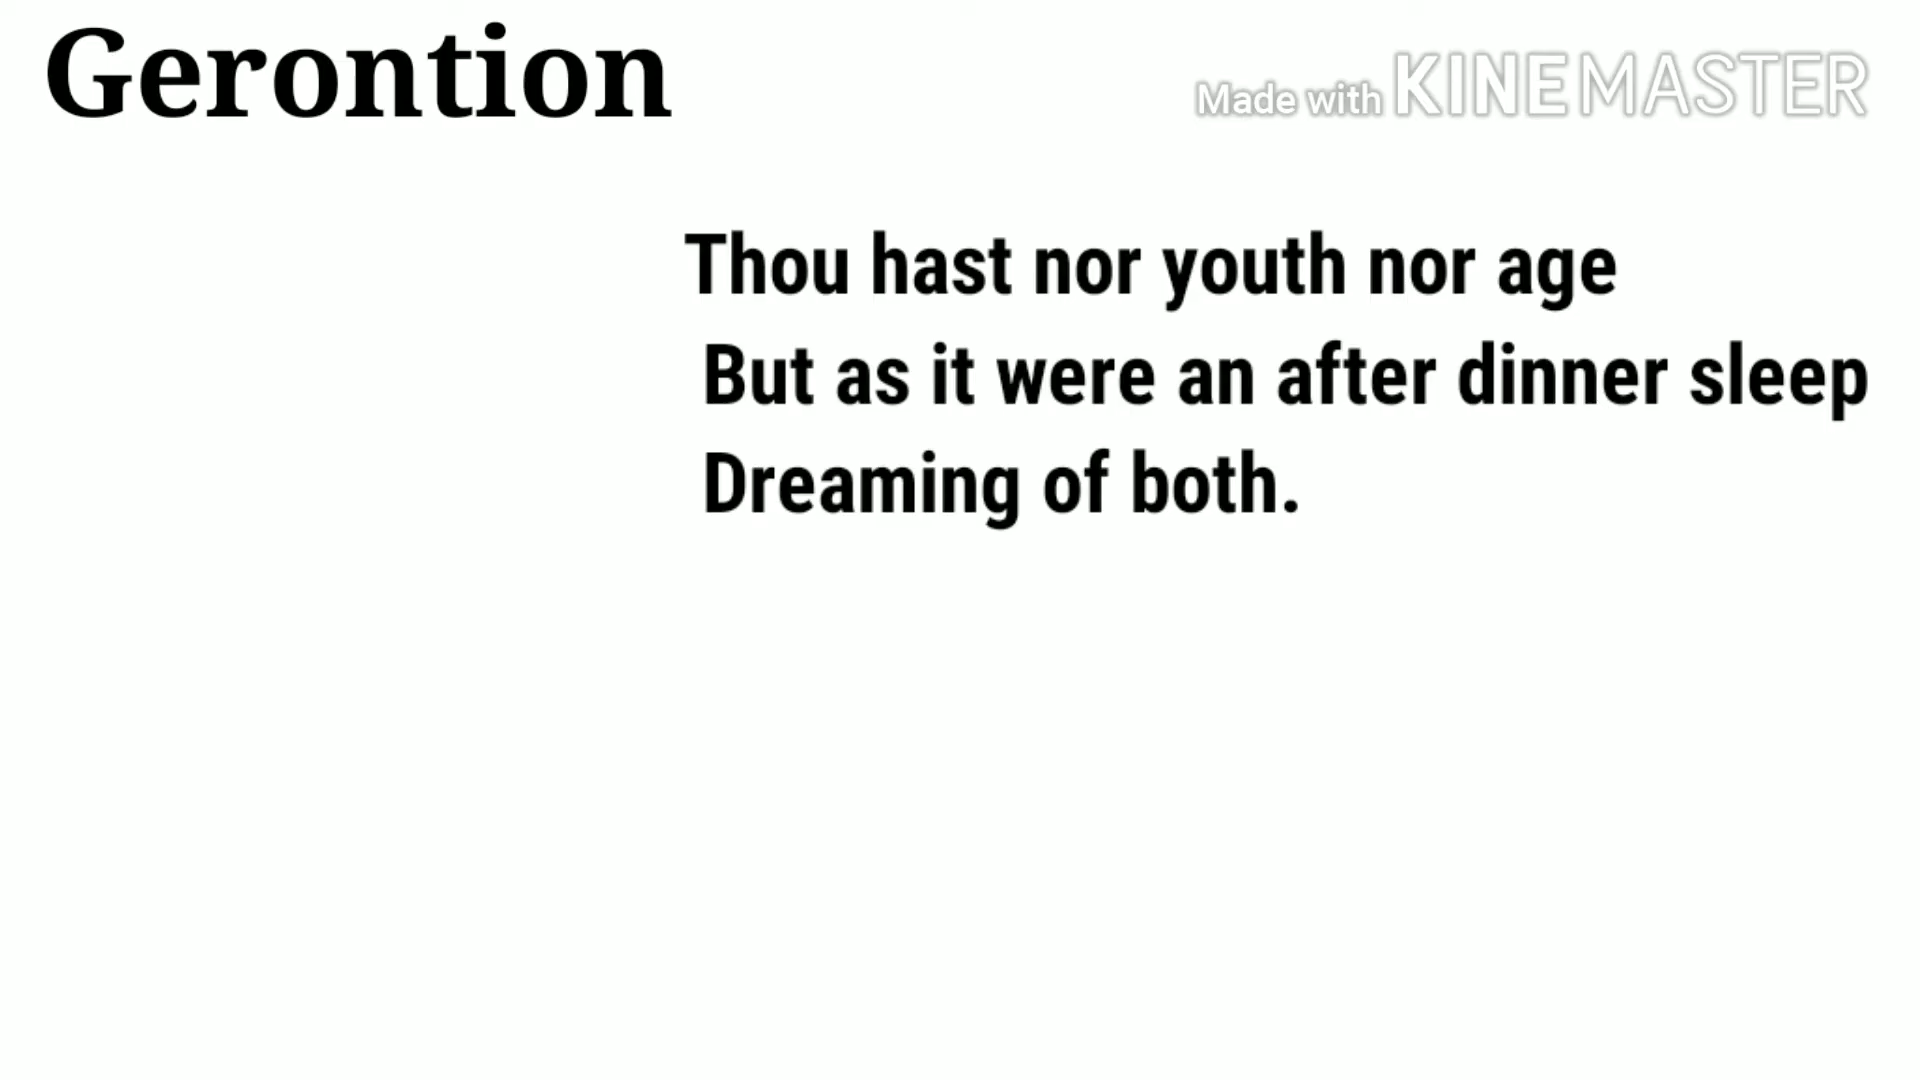 Gerontion
Made with KINEMASTER
Thou hast nor youth nor age
But as it were an after dinner sleep
Dreaming of both.